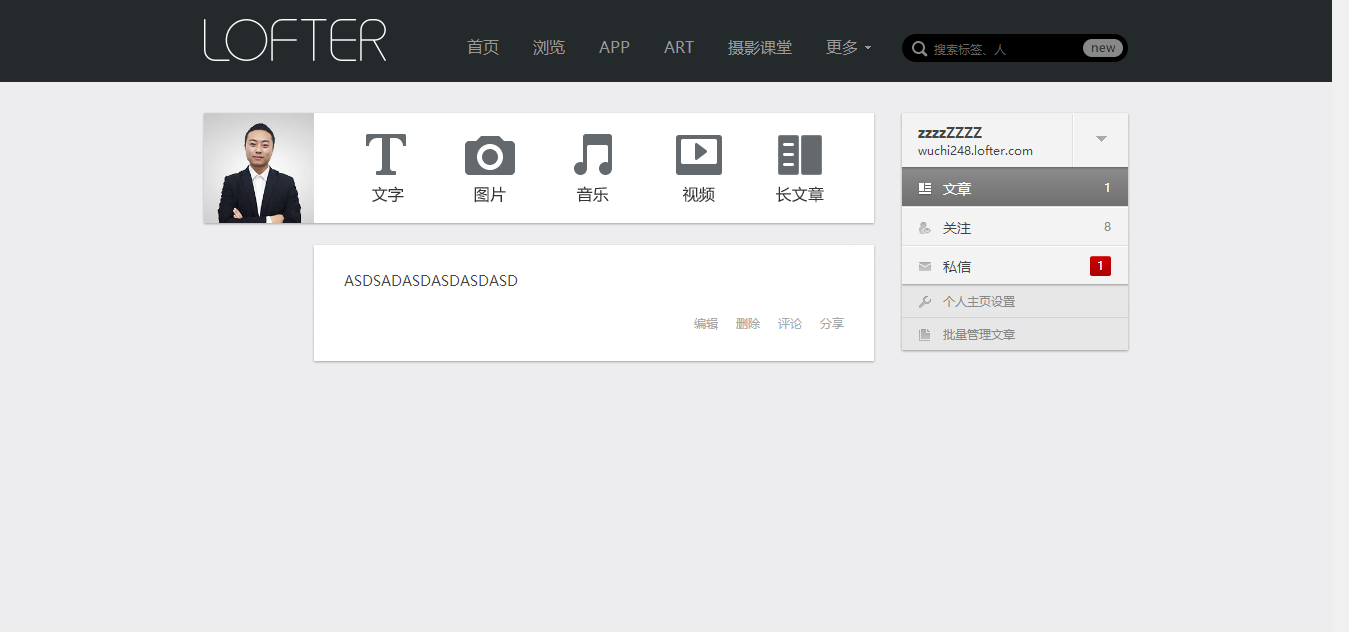 LOFTER
首页 浏览 APP ART 摄影课堂 更多
搜索标签、人 new
文字 图片 音乐 视频 长文章
ASDSADASDASDASDASD
编辑 删除 评论 分享
zzzzZZZZ
wuchi248.lofter.com
文章 1
关注 8
私信 1
个人主页设置
批量管理文章